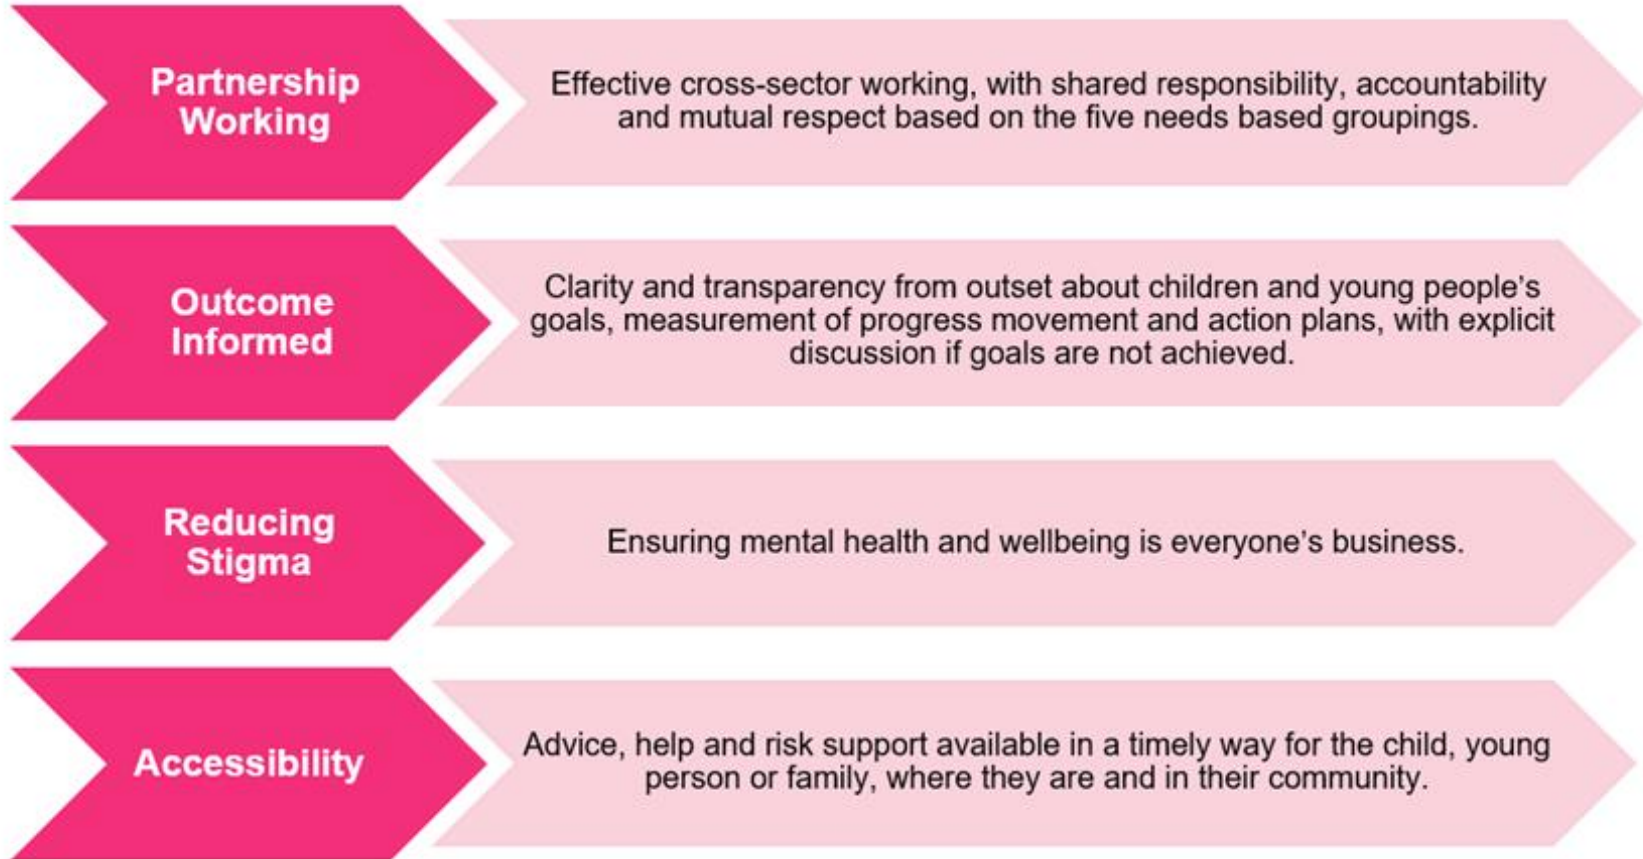 Partnership
Working
Effective cross-sector working, with shared responsibility, accountability
and mutual respect based on the five needs based groupings.
Outcome
Informed
Clarity and transparency from outset about children and young people’s
goals, measurement of progress movement and action plans, with explicit
discussion if goals are not achieved.
Reducing
Stigma
Ensuring mental health and wellbeing is everyone’s business.
Accessibility
Advice, help and risk support available in a timely way for the child, young
person or family, where they are and in their community.